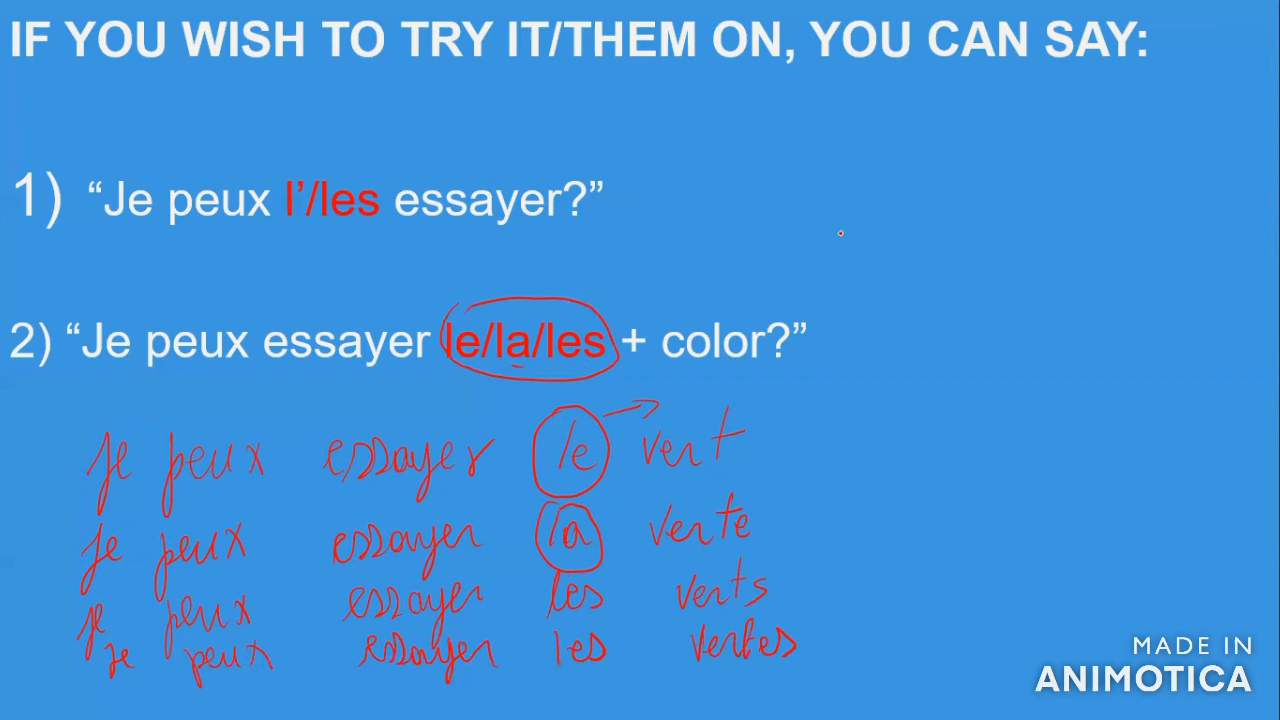 IF YOU WISH TO TRY IT/THEM ON, YOU CAN SAY:
1) “Je peux l’/les essayer?”
2) “Je peux essayer le/la/les + color?”
je peux essayer le vert
je peux essayer la verte
je peux essayer les verts
je peux essayer les vertes
MADE IN
ANIMOTICA